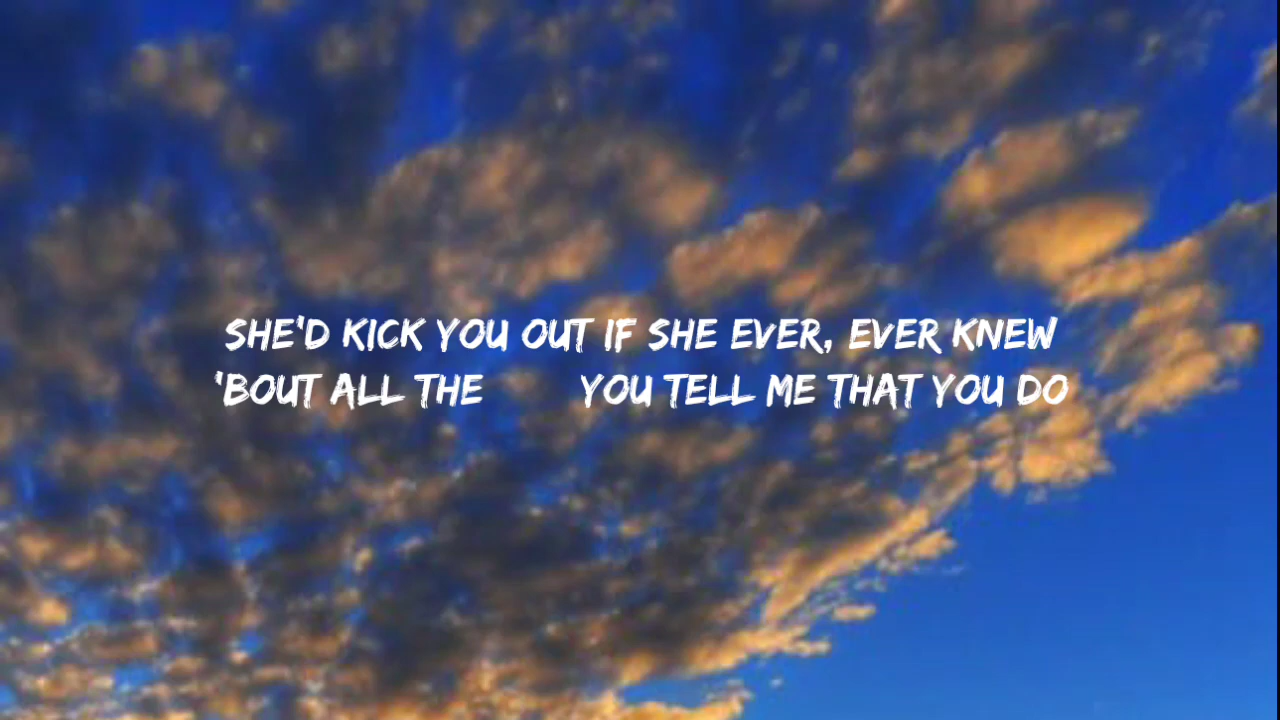 SHE'D KICK YOU OUT IF SHE EVER, EVER KNEW
'BOUT ALL THE YOU TELL ME THAT YOU DO